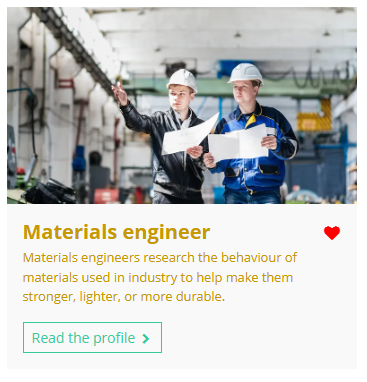 Materials engineer
Materials engineers research the behaviour of
materials used in industry to help make them
stronger, lighter, or more durable.
Read the profile